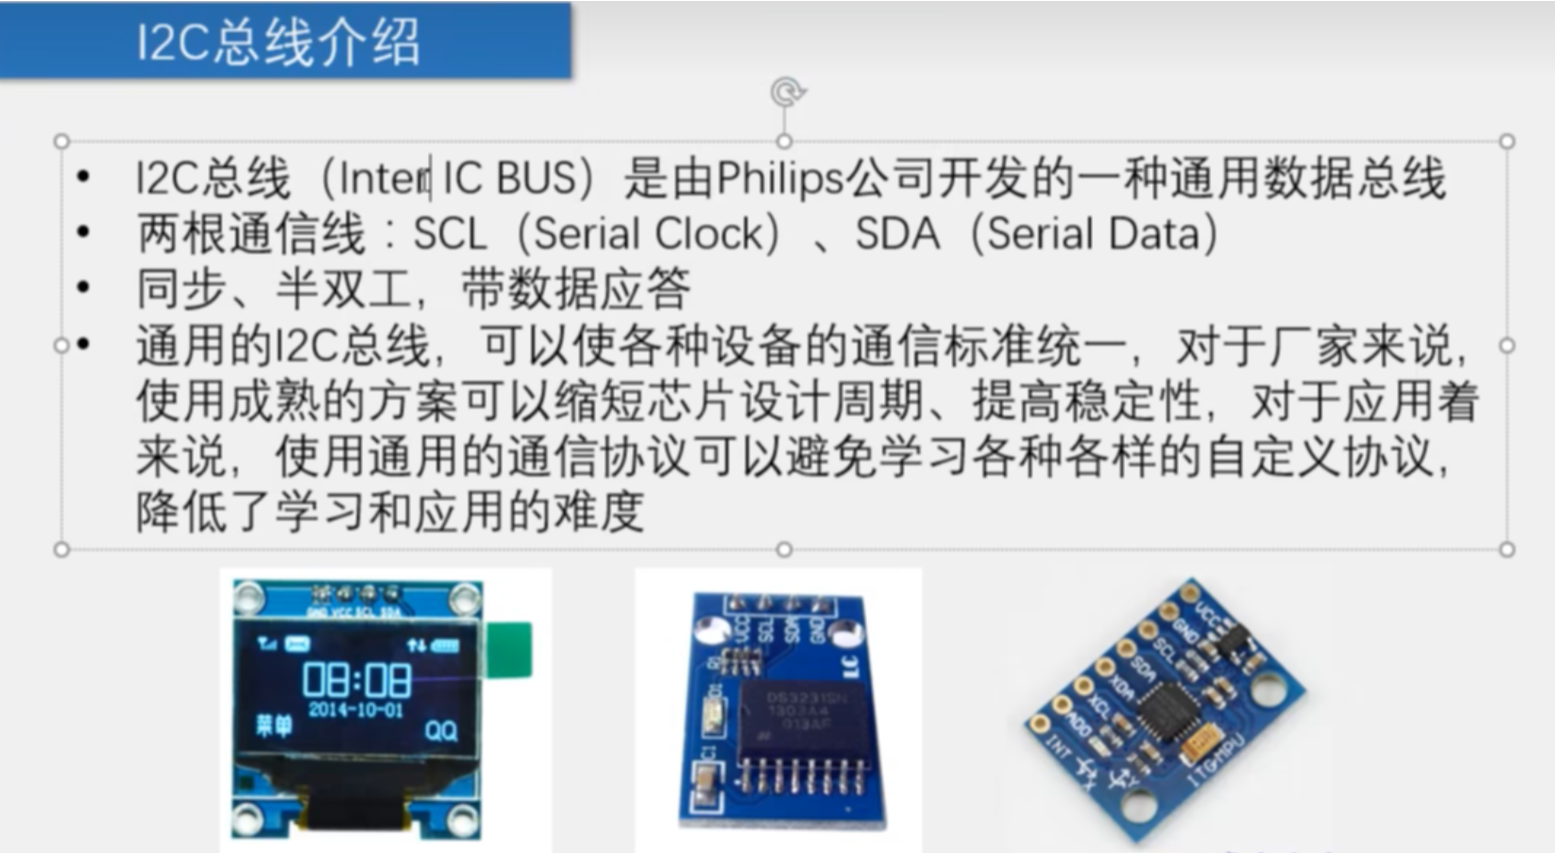 I2C总线介绍
I2C总线（Inter IC BUS）是由Philips公司开发的一种通用数据总线
两根通信线：SCL（Serial Clock）、SDA（Serial Data）
同步、半双工，带数据应答
通用的I2C总线，可以使各种设备的通信标准统一，对于厂家来说，
使用成熟的方案可以缩短芯片设计周期、提高稳定性，对于应用着
来说，使用通用的通信协议可以避免学习各种各样的自定义协议，
降低了学习和应用的难度
GND VCC SCL SDA
08:08
2014-10-01
菜单 QQ
VCC SCL SDA GND
R1
D1
C1
DS3231SN
1303A4
013AF
VCC
GND
SCL
SDA
XDA
XCL
ADO
INT
ITG/MPU